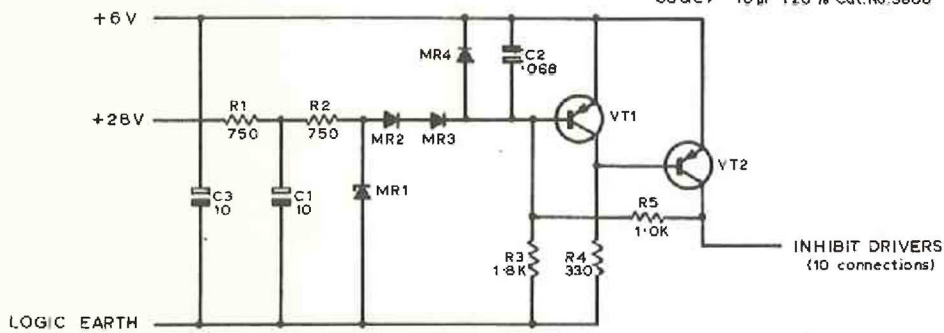 +6V
MR4
C2
·068
VT1
+28V
R1
750
R2
750
MR2
MR3
VT2
C3
10
C1
10
MR1
R5
1·0K
R3
1·8K
R4
330
INHIBIT DRIVERS
(10 connections)
LOGIC EARTH